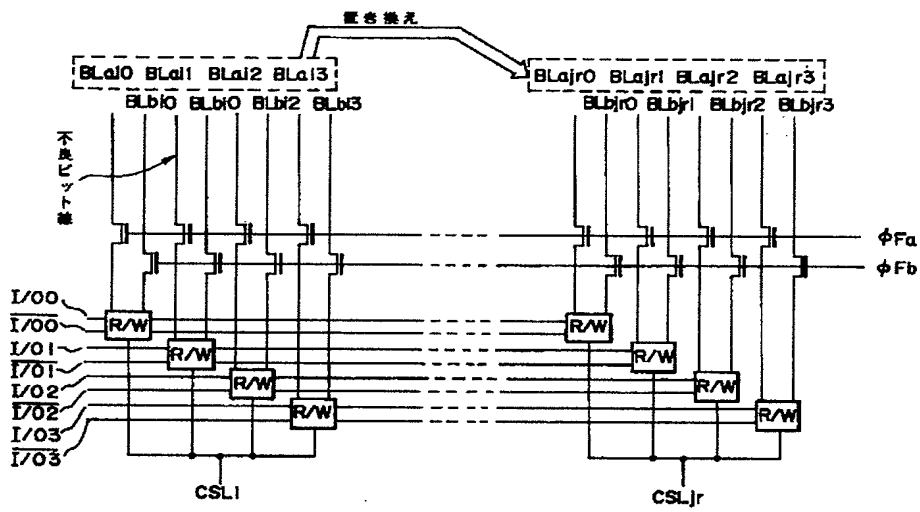 置き換え
BLai0 BLai1 BLai2 BLai3
BLbi0 BLbi0 BLbi2 BLbi3
BLajr0 BLajr1 BLajr2 BLajr3
BLbjr0 BLbjr1 BLbjr2 BLbjr3
不良ビット線
φFa
φFb
I/O0
I/O0
I/O1
I/O1
I/O2
I/O2
I/O3
I/O3
R/W
R/W
R/W
R/W
R/W
R/W
R/W
R/W
CSLi
CSLjr